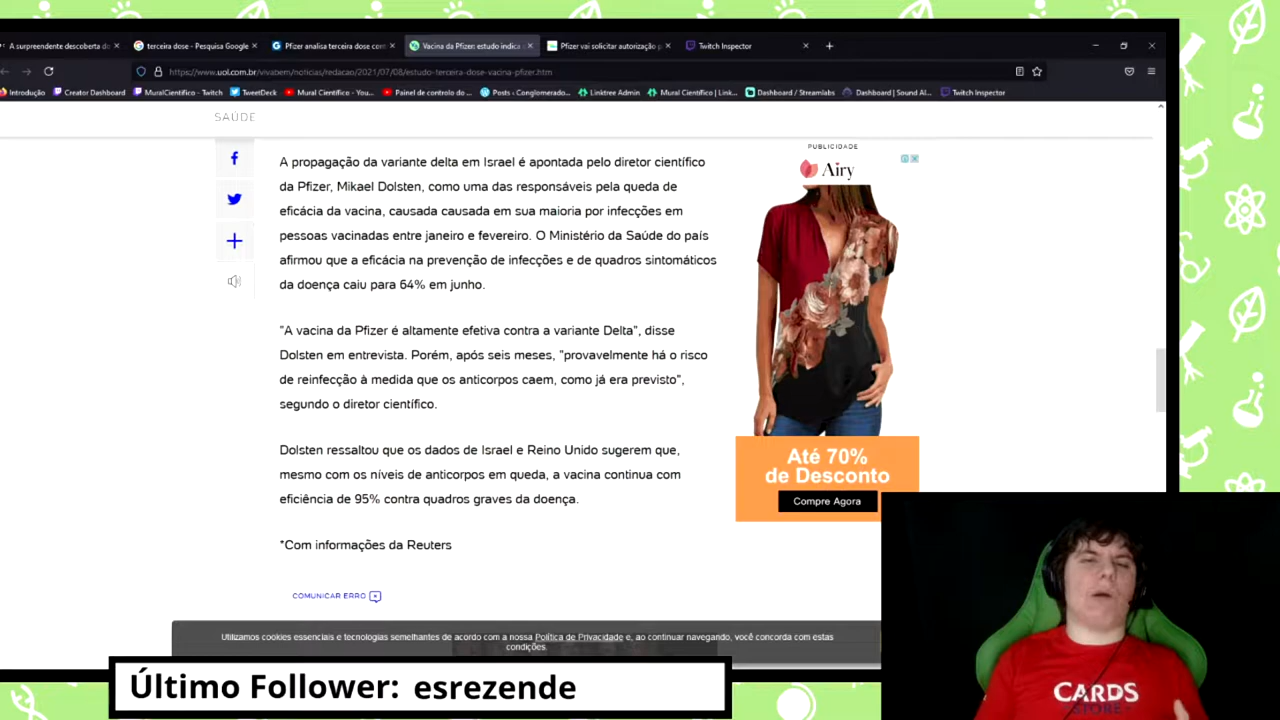 A surpreendente descoberta do
terceira dose - Pesquisa Google
Pfizer analisa terceira dose cont
Vacina da Pfizer: estudo indica
Pfizer vai solicitar autorização
Twitch Inspector
https://www.uol.com.br/vivabem/noticias/redacao/2021/07/08/estudo-terceira-dose-vacina-pfizer.htm
Introdução
Creator Dashboard
MuralCientifico - Twitch
TweetDeck
Mural Científico - You...
Painel de controlo do ...
Posts ‹ Conglomerado...
Linktree Admin
Mural Científico | Link...
Dashboard / Streamlabs
Dashboard | Sound Al...
Twitch Inspector
SAÚDE
A propagação da variante delta em Israel é apontada pelo diretor científico
da Pfizer, Mikael Dolsten, como uma das responsáveis pela queda de
eficácia da vacina, causada causada em sua maioria por infecções em
pessoas vacinadas entre janeiro e fevereiro. O Ministério da Saúde do país
afirmou que a eficácia na prevenção de infecções e de quadros sintomáticos
da doença caiu para 64% em junho.
"A vacina da Pfizer é altamente efetiva contra a variante Delta", disse
Dolsten em entrevista. Porém, após seis meses, "provavelmente há o risco
de reinfecção à medida que os anticorpos caem, como já era previsto",
segundo o diretor científico.
Dolsten ressaltou que os dados de Israel e Reino Unido sugerem que,
mesmo com os níveis de anticorpos em queda, a vacina continua com
eficiência de 95% contra quadros graves da doença.
*Com informações da Reuters
COMUNICAR ERRO
PUBLICIDADE
Airy
Até 70%
de Desconto
Compre Agora
Utilizamos cookies essenciais e tecnologias semelhantes de acordo com a nossa Política de Privacidade e, ao continuar navegando, você concorda com estas
condições.
Último Follower: esrezende
CARDS
STORE